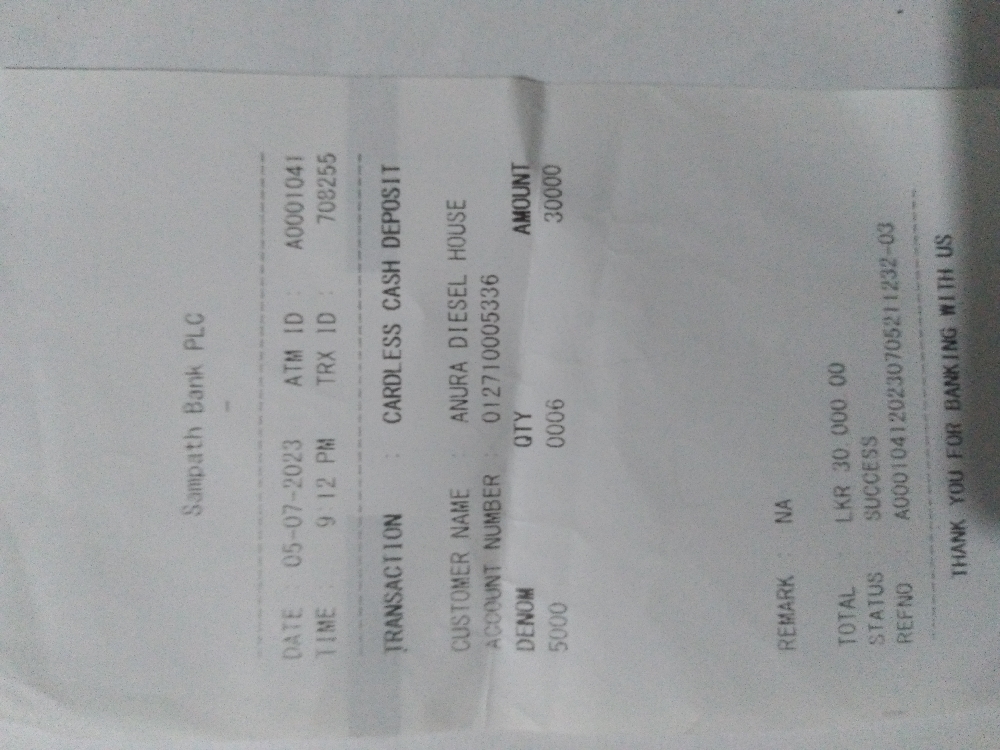 Sampath Bank PLC
DATE : 05-07-2023 ATM ID : A0001041
TIME : 9 12 PM TRX ID : 708255
TRANSACTION : CARDLESS CASH DEPOSIT
CUSTOMER NAME : ANURA DIESEL HOUSE
ACCOUNT NUMBER : 012710005336
DENOM QTY AMOUNT
5000 0006 30000
REMARK : NA
TOTAL : LKR 30 000 00
STATUS : SUCCESS
REFNO A00010412023070521 1232-03
THANK YOU FOR BANKING WITH US